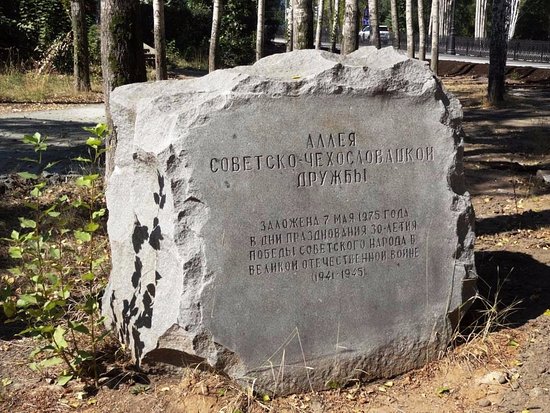 АЛЛЕЯ
СОВЕТСКО-ЧЕХОСЛОВАЦКОЙ
ДРУЖБЫ
ЗАЛОЖЕНА 7 МАЯ 1975 ГОДА
В ДНИ ПРАЗДНОВАНИЯ 30-ЛЕТИЯ
ПОБЕДЫ СОВЕТСКОГО НАРОДА В
ВЕЛИКОЙ ОТЕЧЕСТВЕННОЙ ВОЙНЕ
(1941-1945)